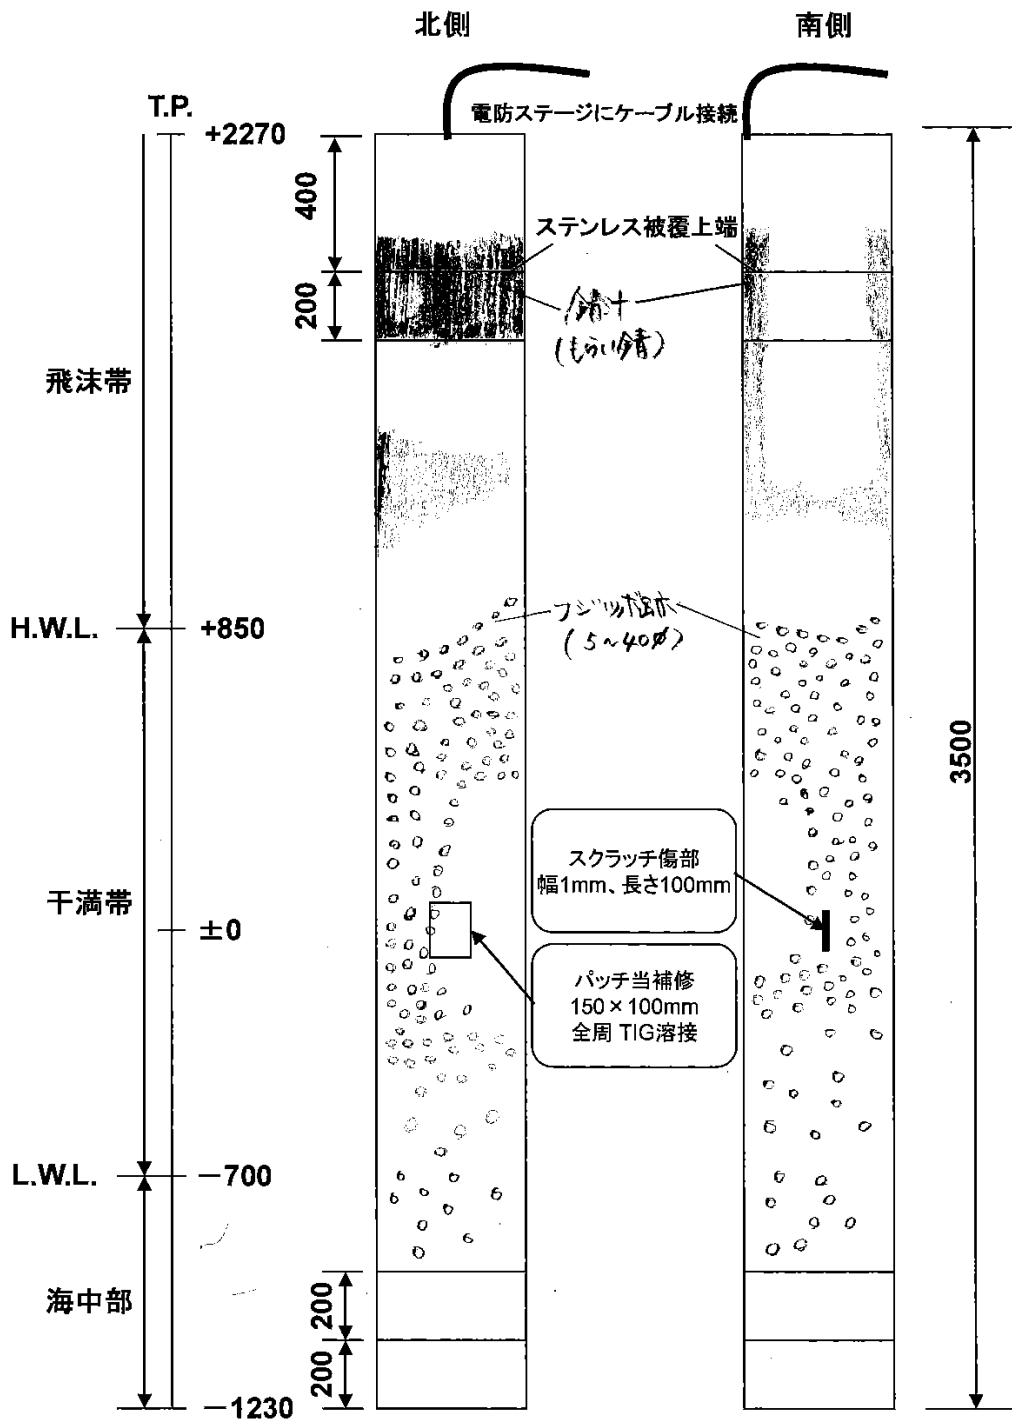 北側
南側
T.P.
電防ステージにケーブル接続
+2270
400
ステンレス被覆上端
200
錆汁
(もらい錆)
飛沫帯
フジツボ跡
(5~40φ)
H.W.L.
+850
3500
スクラッチ傷部
幅1mm、長さ100mm
干満帯
±0
パッチ当補修
150×100mm
全周 TIG溶接
L.W.L.
-700
海中部
200
200
-1230